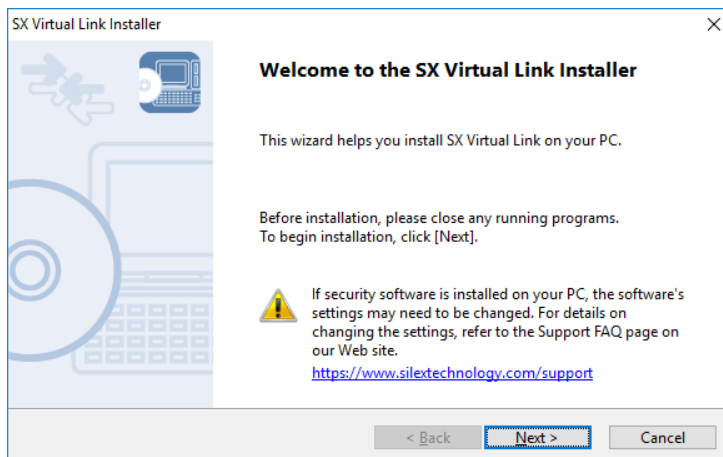 SX Virtual Link Installer
Welcome to the SX Virtual Link Installer
This wizard helps you install SX Virtual Link on your PC.
Before installation, please close any running programs.
To begin installation, click [Next].
If security software is installed on your PC, the software's
settings may need to be changed. For details on
changing the settings, refer to the Support FAQ page on
our Web site.
https://www.silextechnology.com/support
< Back
Next >
Cancel